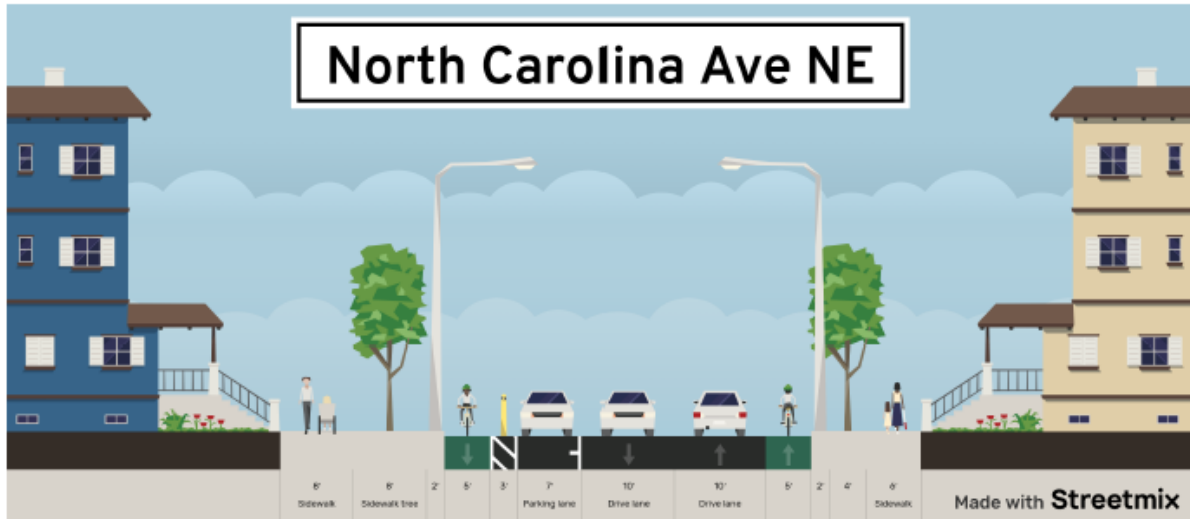 North Carolina Ave NE
8' 8' 2' 5' 3' 7' 10' 10' 5' 2' 4' 6'
Sidewalk Sidewalk tree Parking lane Drive lane Drive lane Sidewalk
Made with Streetmix